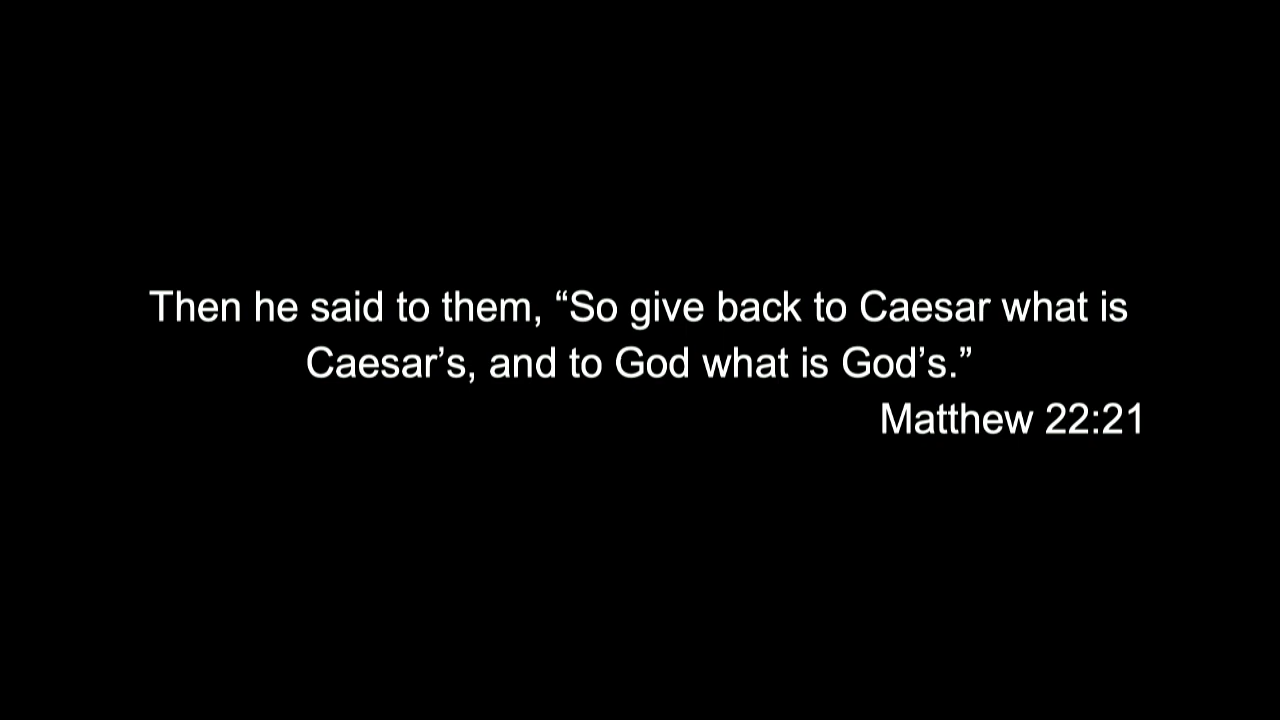 Then he said to them, “So give back to Caesar what is
Caesar’s, and to God what is God’s.”
Matthew 22:21